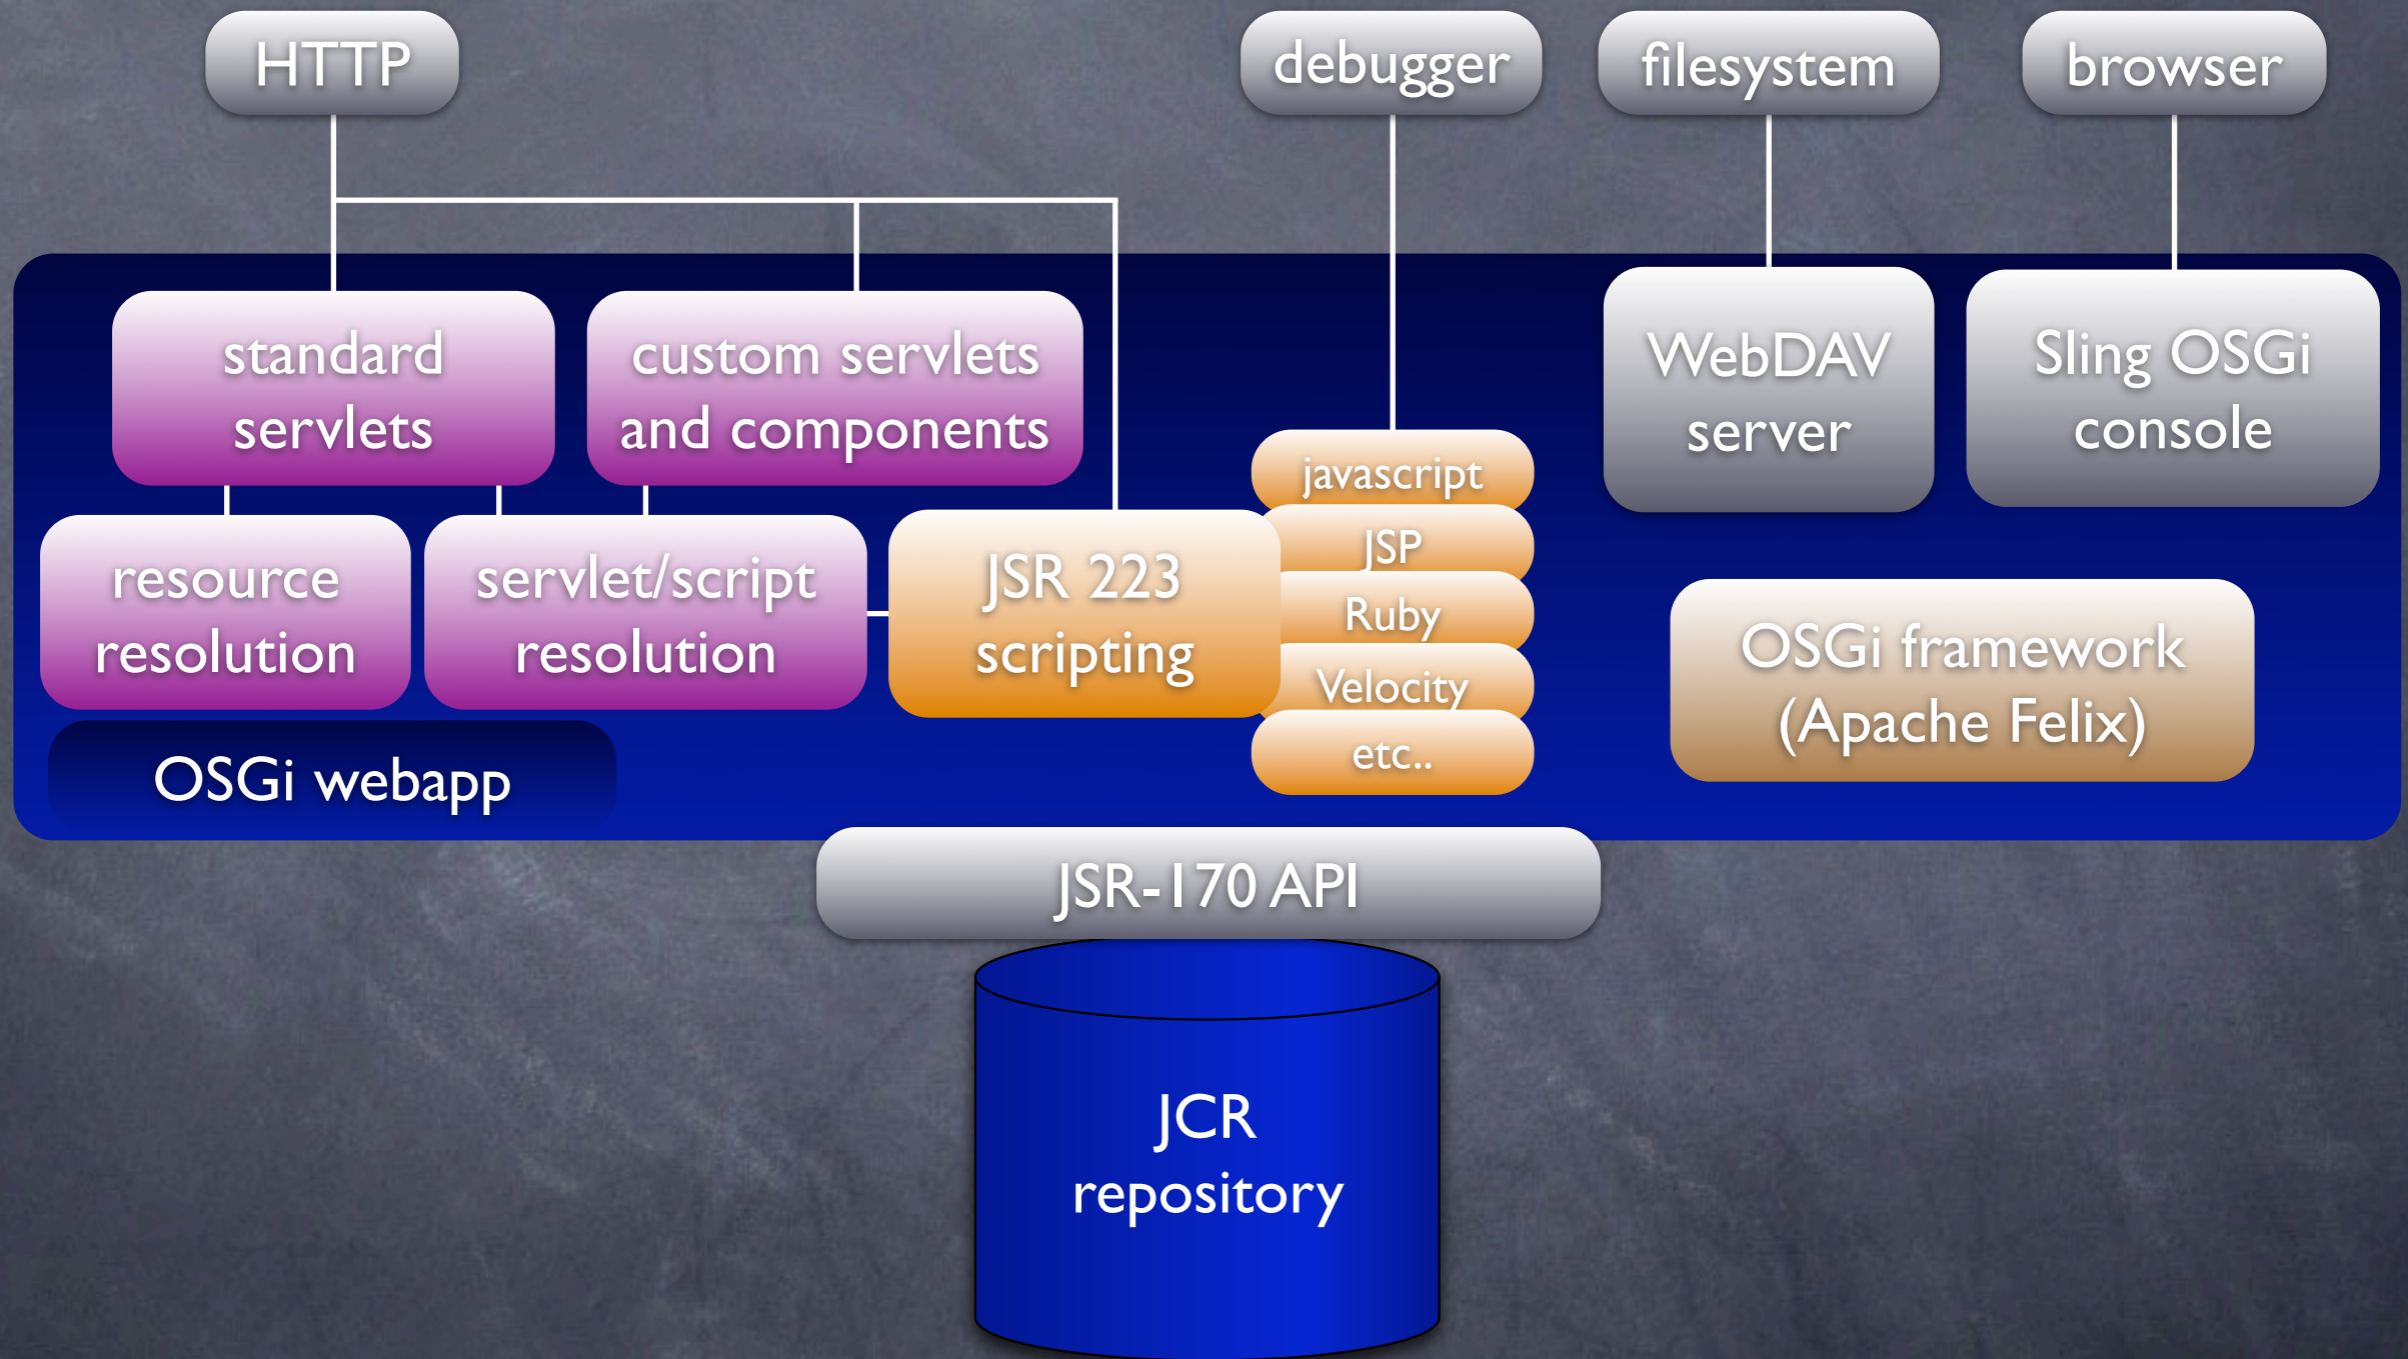 HTTP
debugger
filesystem
browser
standard
servlets
custom servlets
and components
WebDAV
server
Sling OSGi
console
javascript
JSP
Ruby
Velocity
etc..
resource
resolution
servlet/script
resolution
JSR 223
scripting
OSGi framework
(Apache Felix)
OSGi webapp
JSR-170 API
JCR
repository